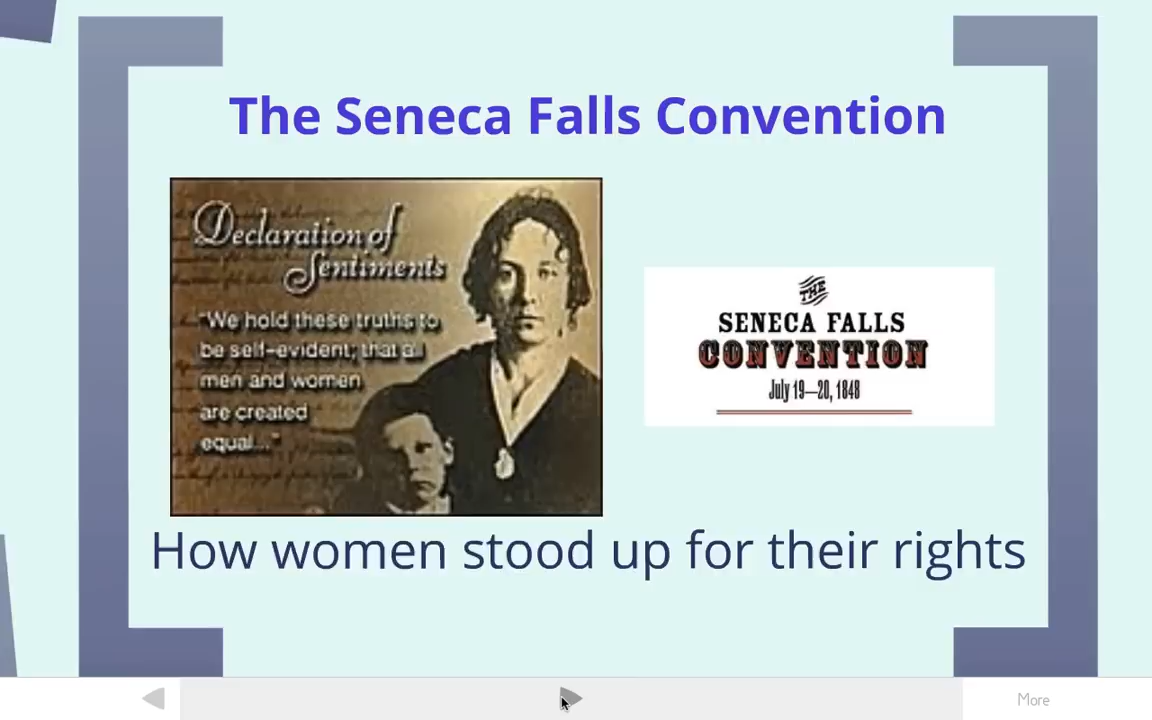 The Seneca Falls Convention
Declaration of
Sentiments
"We hold these truths to
be self-evident; that all
men and women
are created
equal..."
THE
SENECA FALLS
CONVENTION
July 19—20, 1848
How women stood up for their rights
More